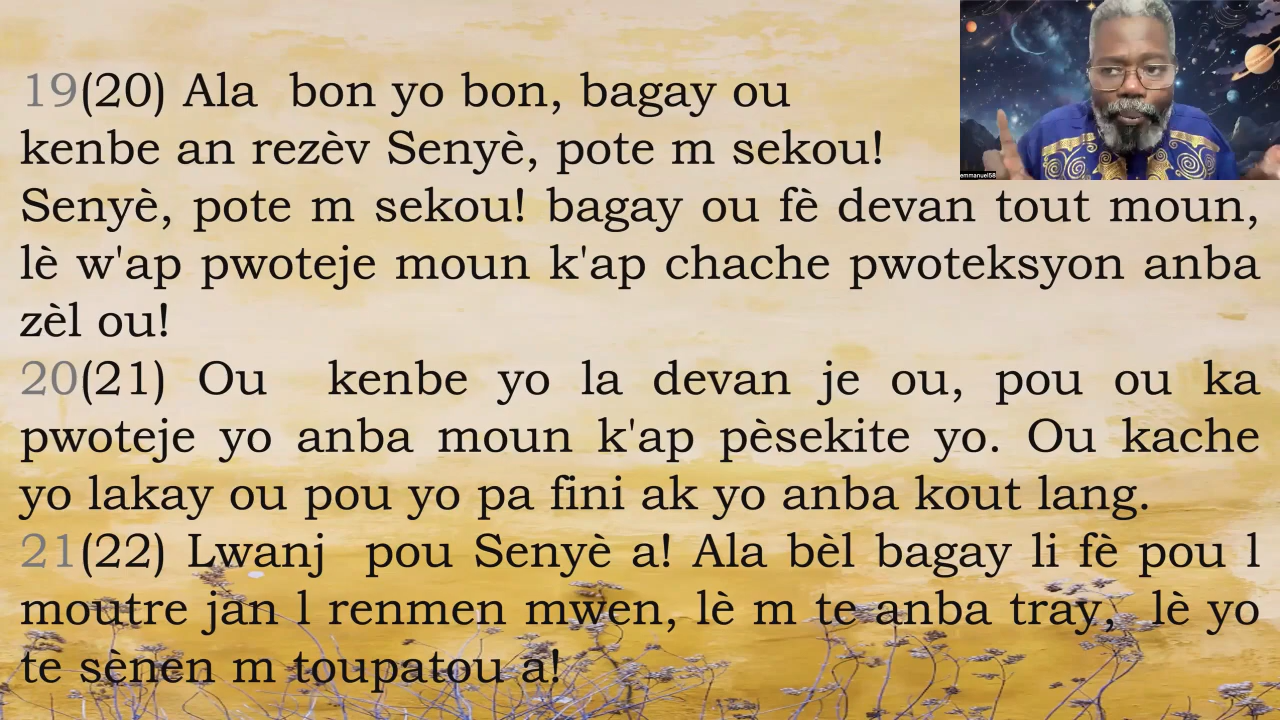 19(20) Ala bon yo bon, bagay ou
kenbe an rezèv Senyè, pote m sekou!
Senyè, pote m sekou! bagay ou fè devan tout moun,
lè w'ap pwoteje moun k'ap chache pwoteksyon anba
zèl ou!
20(21) Ou kenbe yo la devan je ou, pou ou ka
pwoteje yo anba moun k'ap pèsekite yo. Ou kache
yo lakay ou pou yo pa fini ak yo anba kout lang.
21(22) Lwanj pou Senyè a! Ala bèl bagay li fè pou l
moutre jan l renmen mwen, lè m te anba tray, lè yo
te sènen m toupatou a!
emmanuel58